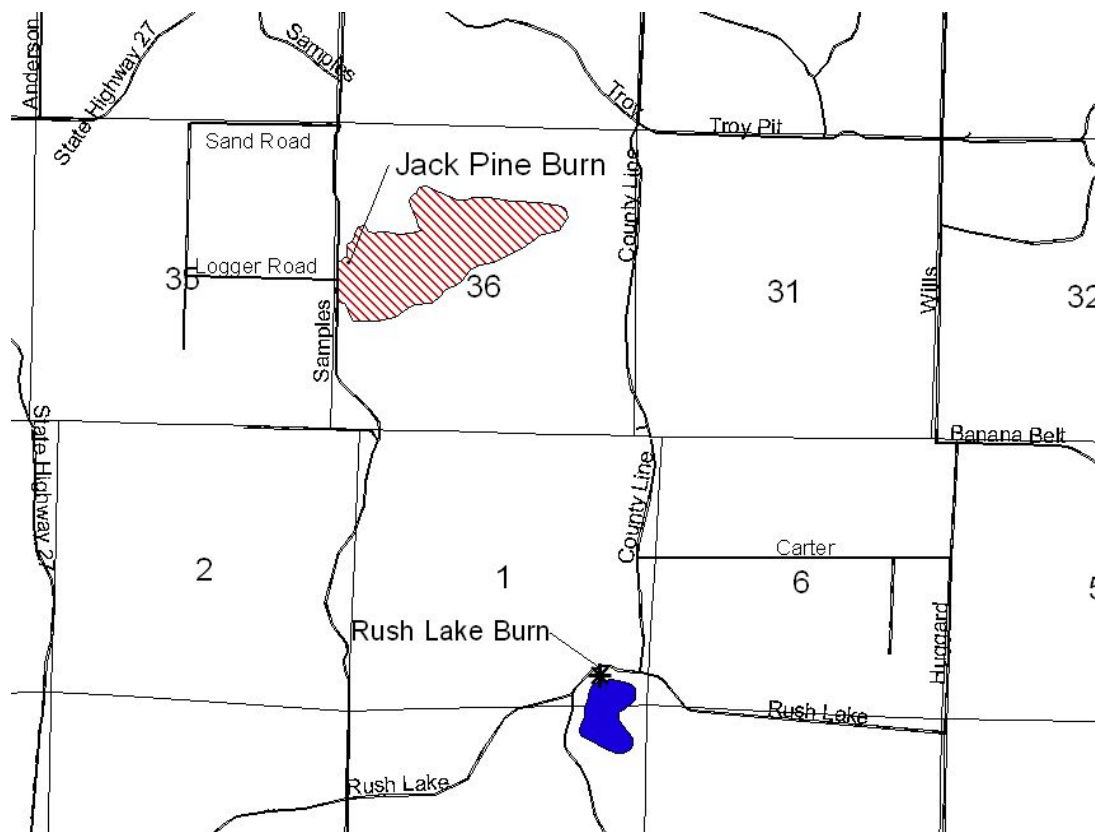 Anderson
State Highway 27
Samples
Troy
Troy Pit
Sand Road
Jack Pine Burn
County Line
Logger Road
35
36
31
32
Wills
Samples
State Highway 27
Banana Belt
County Line
Carter
2
1
6
5
Rush Lake Burn
Huggard
Rush Lake
Rush Lake